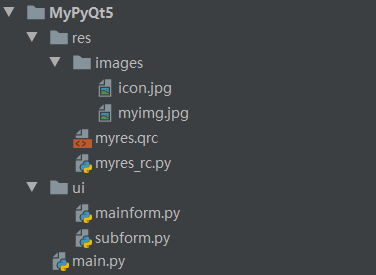 MyPyQt5
res
images
icon.jpg
myimg.jpg
myres.qrc
myres_rc.py
ui
mainform.py
subform.py
main.py